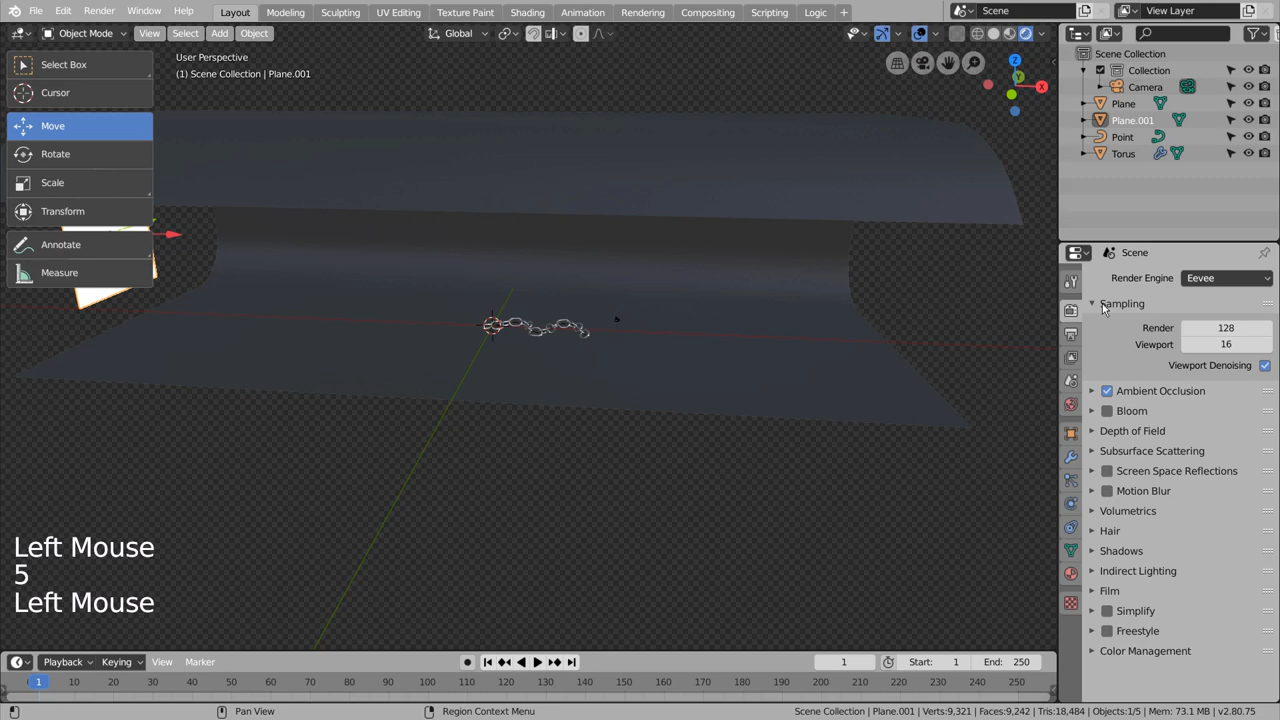 File Edit Render Window Help Layout Modeling Sculpting UV Editing Texture Paint Shading Animation Rendering Compositing Scripting Logic + Scene View Layer
Object Mode View Select Add Object Global
User Perspective
(1) Scene Collection | Plane.001
Select Box
Cursor
Move
Rotate
Scale
Transform
Annotate
Measure
Z
Y
X
Left Mouse
5
Left Mouse
Scene Collection
Collection
Camera
Plane
Plane.001
Point
Torus
Scene
Render Engine Eevee
Sampling
Render 128
Viewport 16
Viewport Denoising
Ambient Occlusion
Bloom
Depth of Field
Subsurface Scattering
Screen Space Reflections
Motion Blur
Volumetrics
Hair
Shadows
Indirect Lighting
Film
Simplify
Freestyle
Color Management
Playback Keying View Marker 1 Start: 1 End: 250
1 10 20 30 40 50 60 70 80 90 100 110 120 130 140 150 160 170 180 190 200 210 220 230 240 250
Pan View Region Context Menu Scene Collection | Plane.001 | Verts:9,321 | Faces:9,242 | Tris:18,484 | Objects:1/5 | Mem: 73.1 MB | v2.80.75